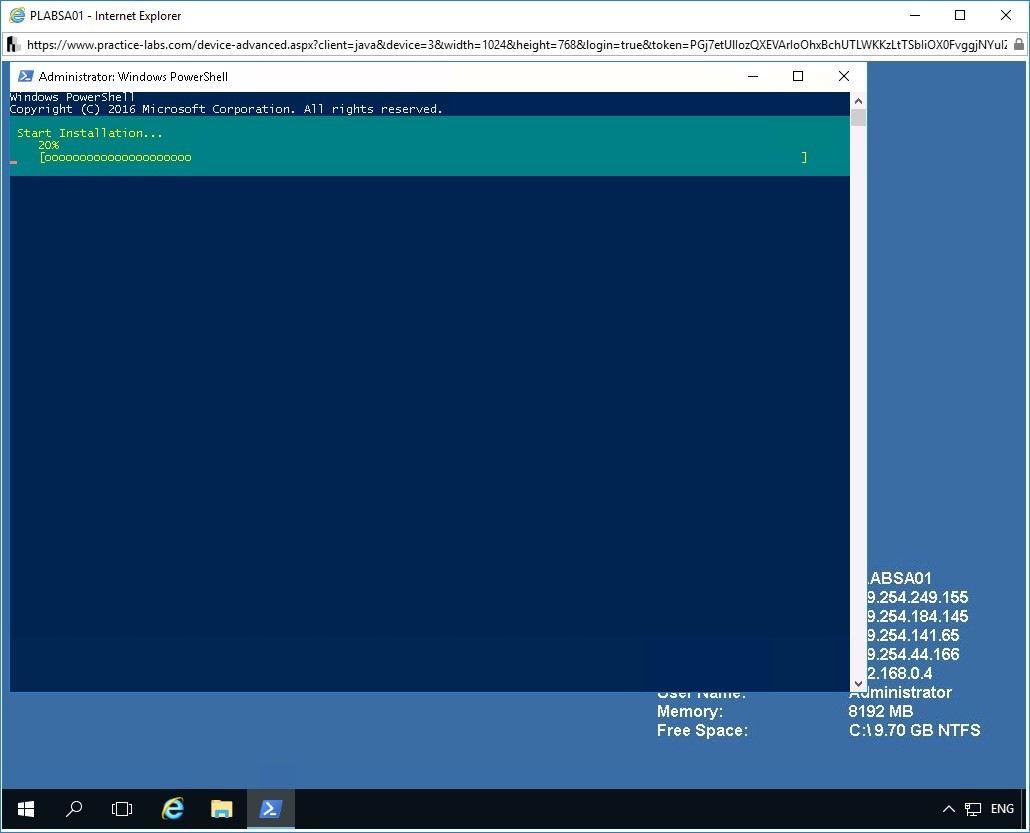 PLABSA01 - Internet Explorer
https://www.practice-labs.com/device-advanced.aspx?client=java&device=3&width=1024&height=768&login=true&token=
Administrator: Windows PowerShell
Windows PowerShell
Copyright (C) 2016 Microsoft Corporation. All rights reserved.
Start Installation...
20%
[ooooooooooooooooooooo ]
LABSA01
9.254.249.155
9.254.184.145
9.254.141.65
9.254.44.166
2.168.0.4
User Name: Administrator
Memory: 8192 MB
Free Space: C:\ 9.70 GB NTFS
ENG